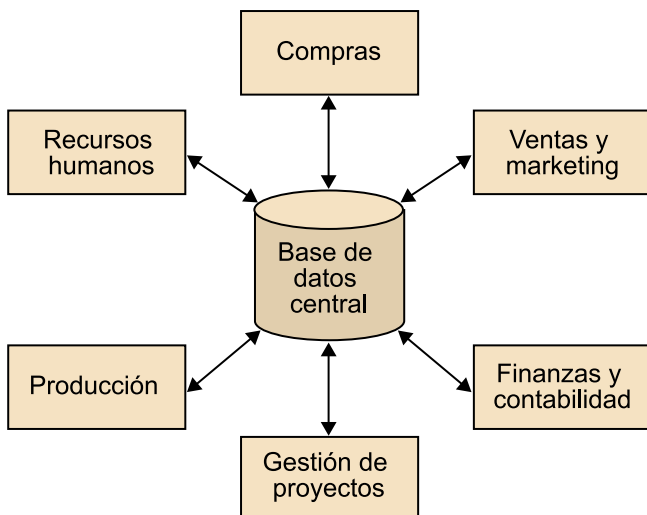 Compras
Recursos
humanos
Ventas y
marketing
Base de
datos
central
Producción
Finanzas y
contabilidad
Gestión de
proyectos